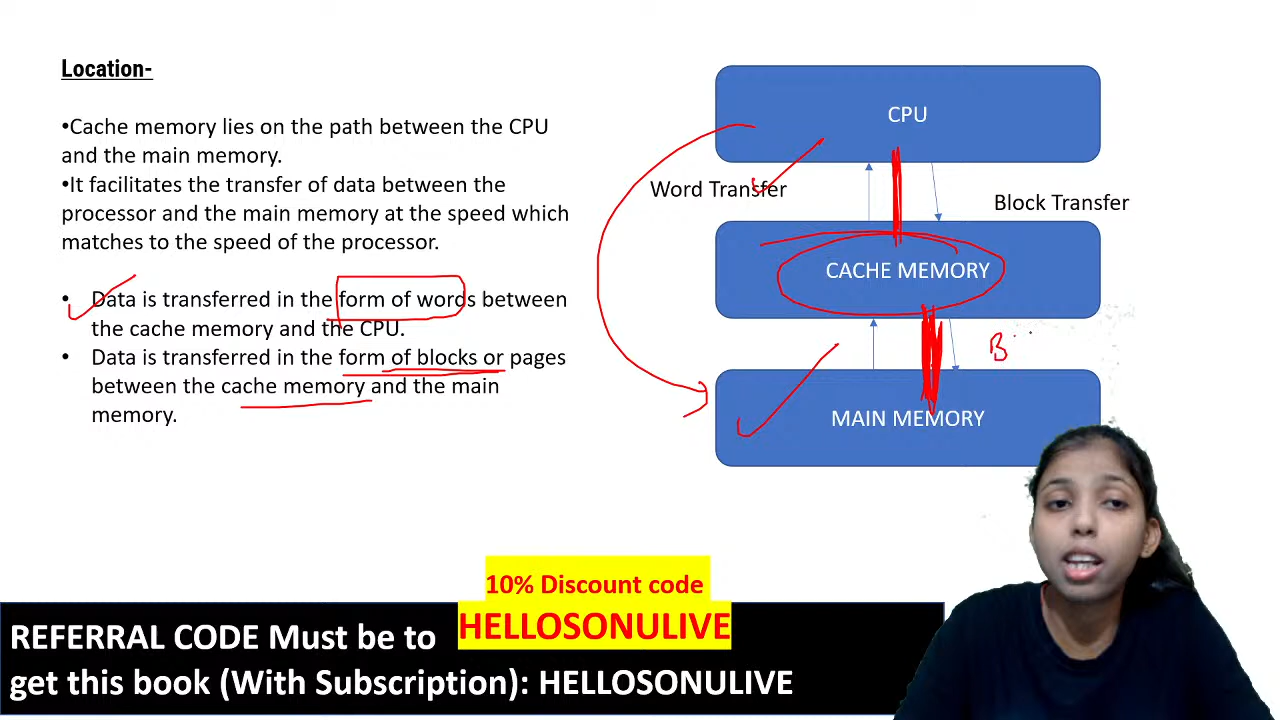 Location-
•Cache memory lies on the path between the CPU
and the main memory.
•It facilitates the transfer of data between the
processor and the main memory at the speed which
matches to the speed of the processor.
• Data is transferred in the form of words between
the cache memory and the CPU.
• Data is transferred in the form of blocks or pages
between the cache memory and the main
memory.
CPU
Word Transfer
Block Transfer
CACHE MEMORY
B
MAIN MEMORY
10% Discount code
HELLOSONULIVE
REFERRAL CODE Must be to
get this book (With Subscription): HELLOSONULIVE